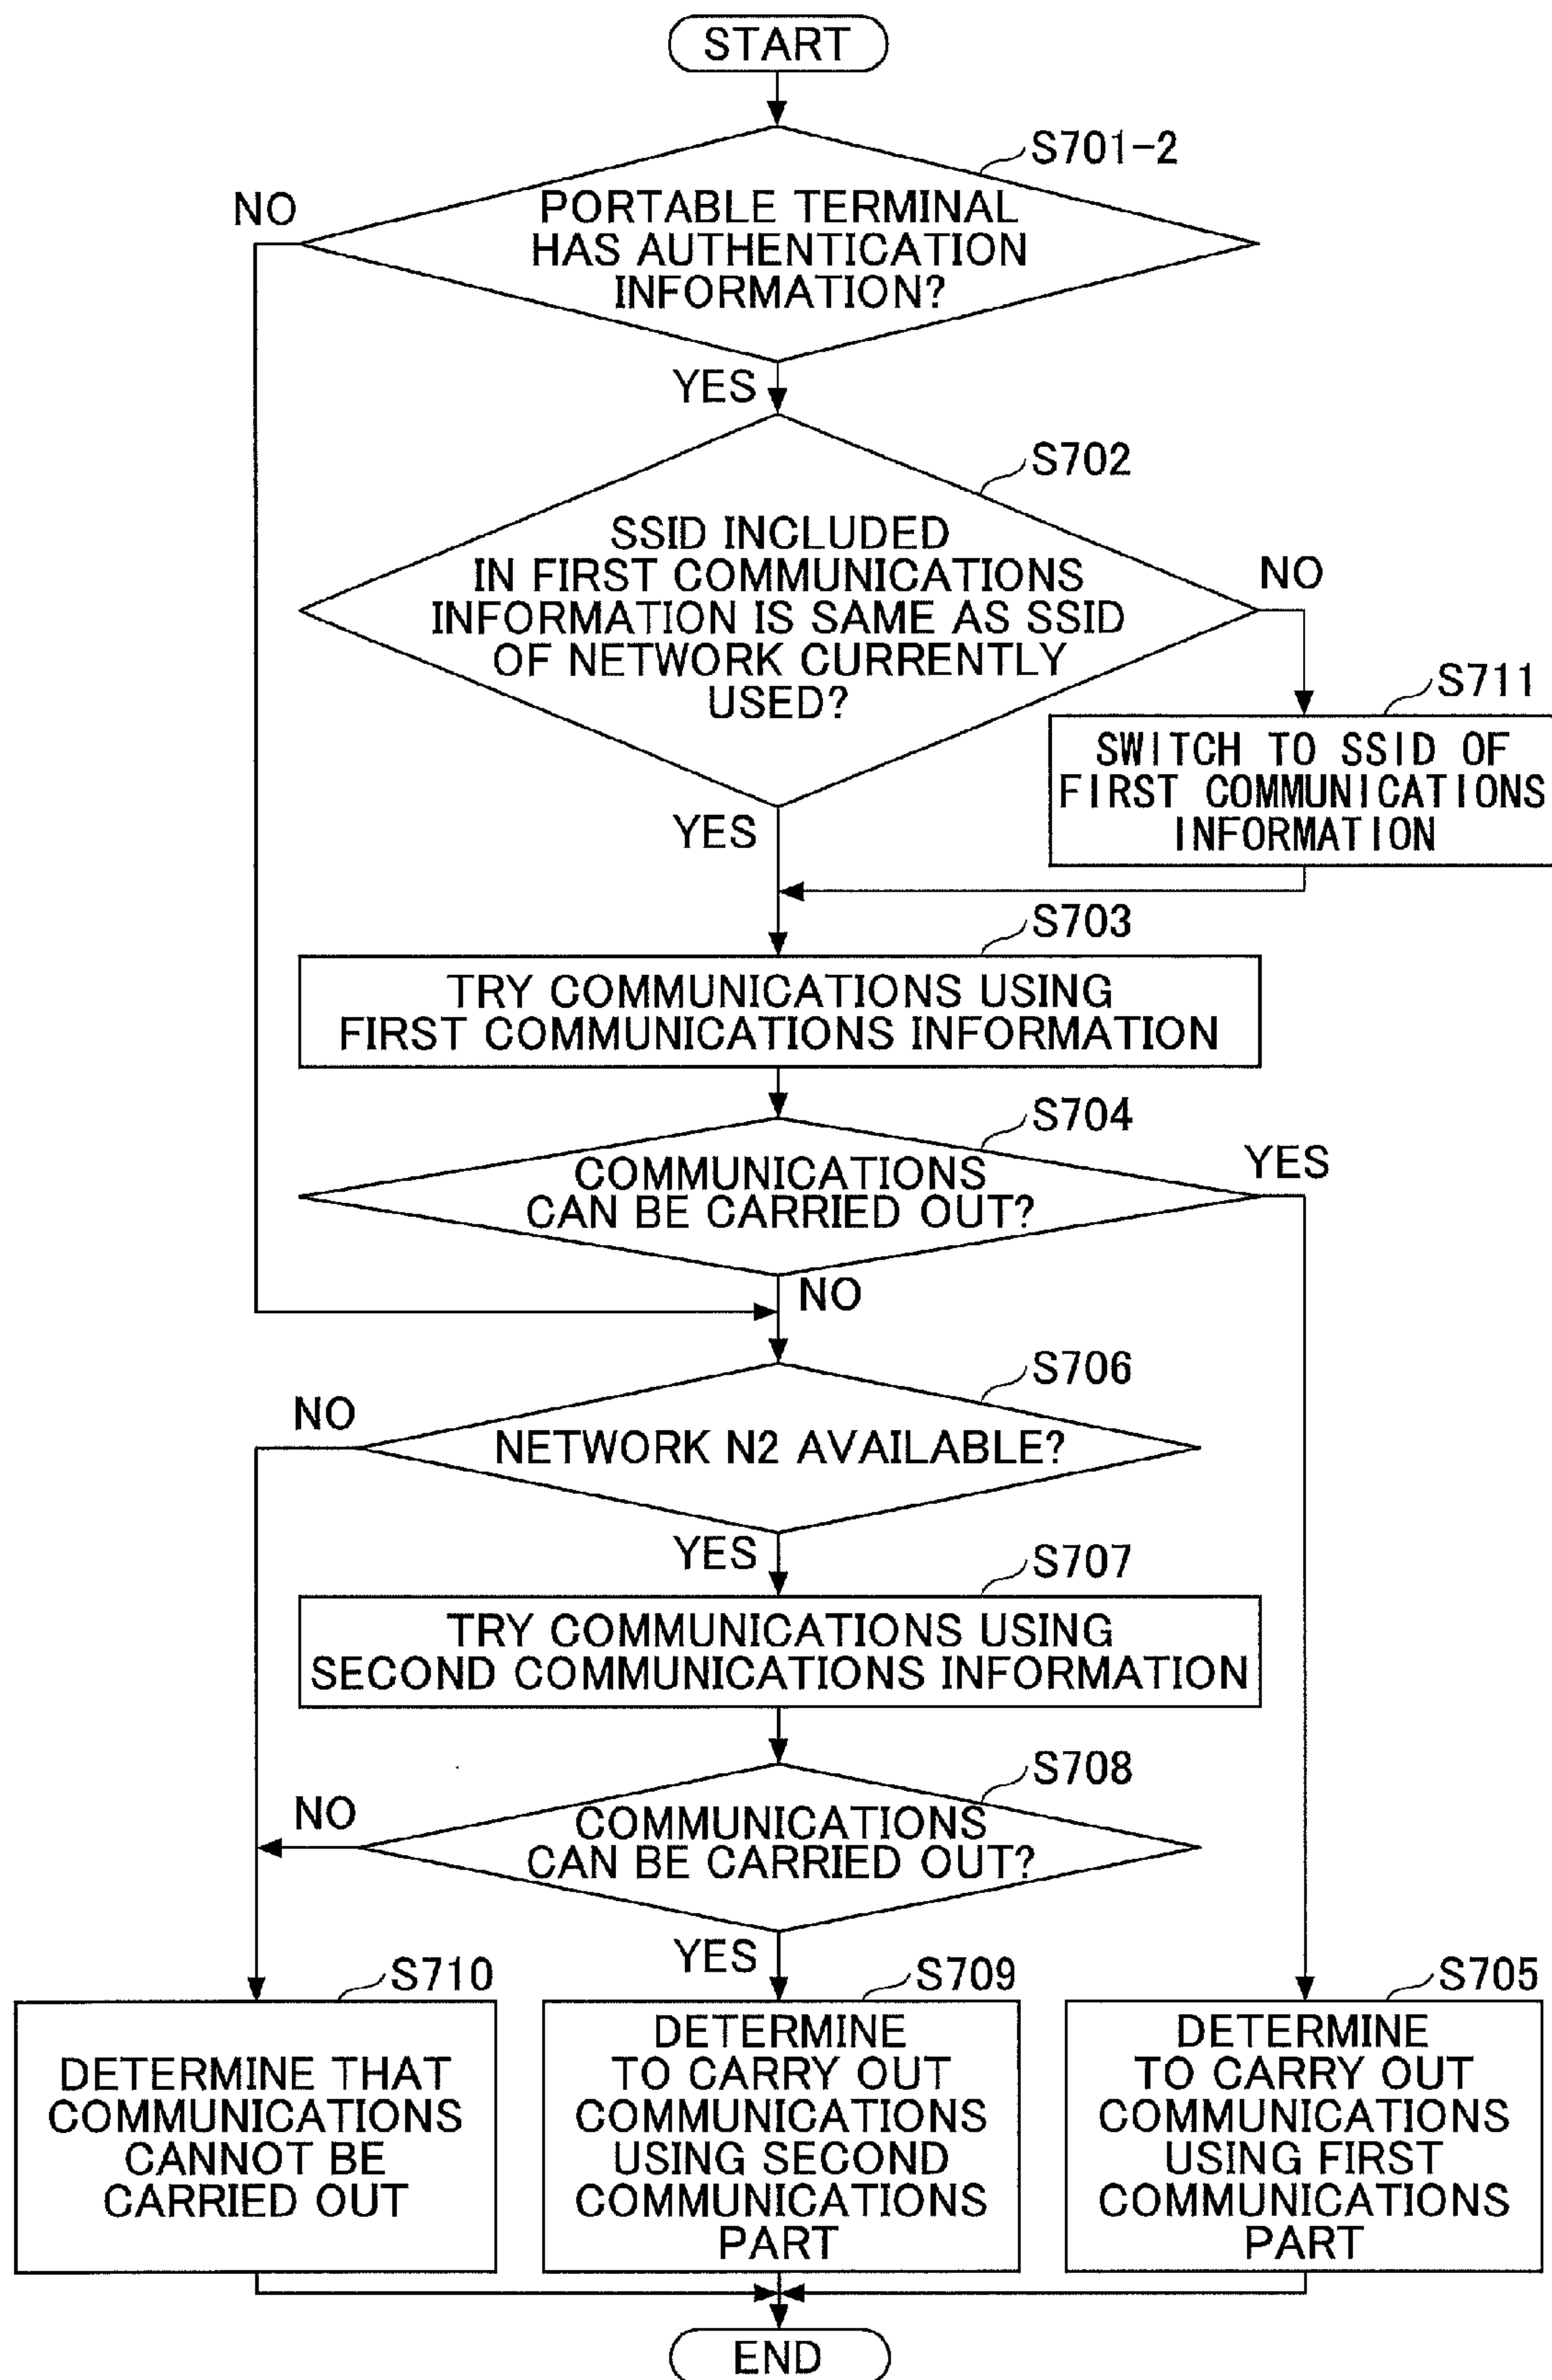 START
S701-2
NO
PORTABLE TERMINAL
HAS AUTHENTICATION
INFORMATION?
YES
S702
SSID INCLUDED
IN FIRST COMMUNICATIONS
INFORMATION IS SAME AS SSID
OF NETWORK CURRENTLY
USED?
NO
S711
SWITCH TO SSID OF
FIRST COMMUNICATIONS
INFORMATION
YES
S703
TRY COMMUNICATIONS USING
FIRST COMMUNICATIONS INFORMATION
S704
COMMUNICATIONS
CAN BE CARRIED OUT?
YES
NO
S706
NO
NETWORK N2 AVAILABLE?
YES
S707
TRY COMMUNICATIONS USING
SECOND COMMUNICATIONS INFORMATION
S708
NO
COMMUNICATIONS
CAN BE CARRIED OUT?
YES
S710
DETERMINE THAT
COMMUNICATIONS
CANNOT BE
CARRIED OUT
S709
DETERMINE
TO CARRY OUT
COMMUNICATIONS
USING SECOND
COMMUNICATIONS
PART
S705
DETERMINE
TO CARRY OUT
COMMUNICATIONS
USING FIRST
COMMUNICATIONS
PART
END